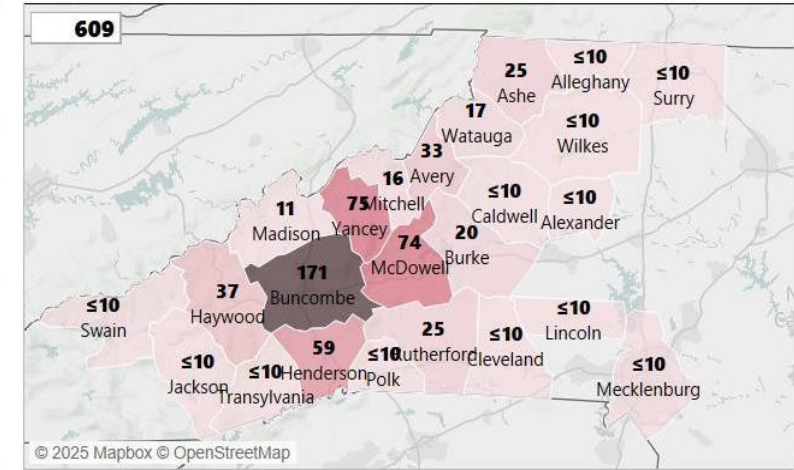 609
25
Ashe
≤10
Alleghany
≤10
Surry
17
Watauga
≤10
Wilkes
33
Avery
16
Mitchell
75
Yancey
≤10
Caldwell
≤10
Alexander
11
Madison
74
McDowell
20
Burke
171
Buncombe
37
Haywood
≤10
Swain
25
Rutherford
≤10
Cleveland
≤10
Lincoln
59
Henderson
≤10
Polk
≤10
Jackson
≤10
Transylvania
≤10
Mecklenburg
© 2025 Mapbox © OpenStreetMap